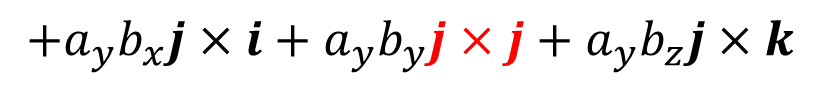 +a_y b_x j × i + a_y b_y j × j + a_y b_z j × k